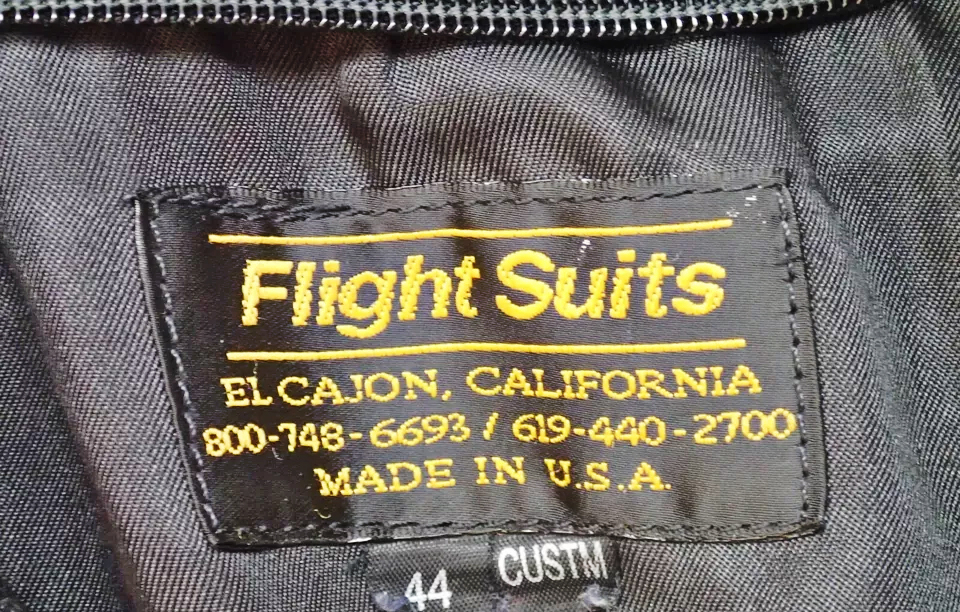 Flight Suits
EL CAJON, CALIFORNIA
800-748-6693 / 619-440-2700
MADE IN U.S.A.
44 CUSTM